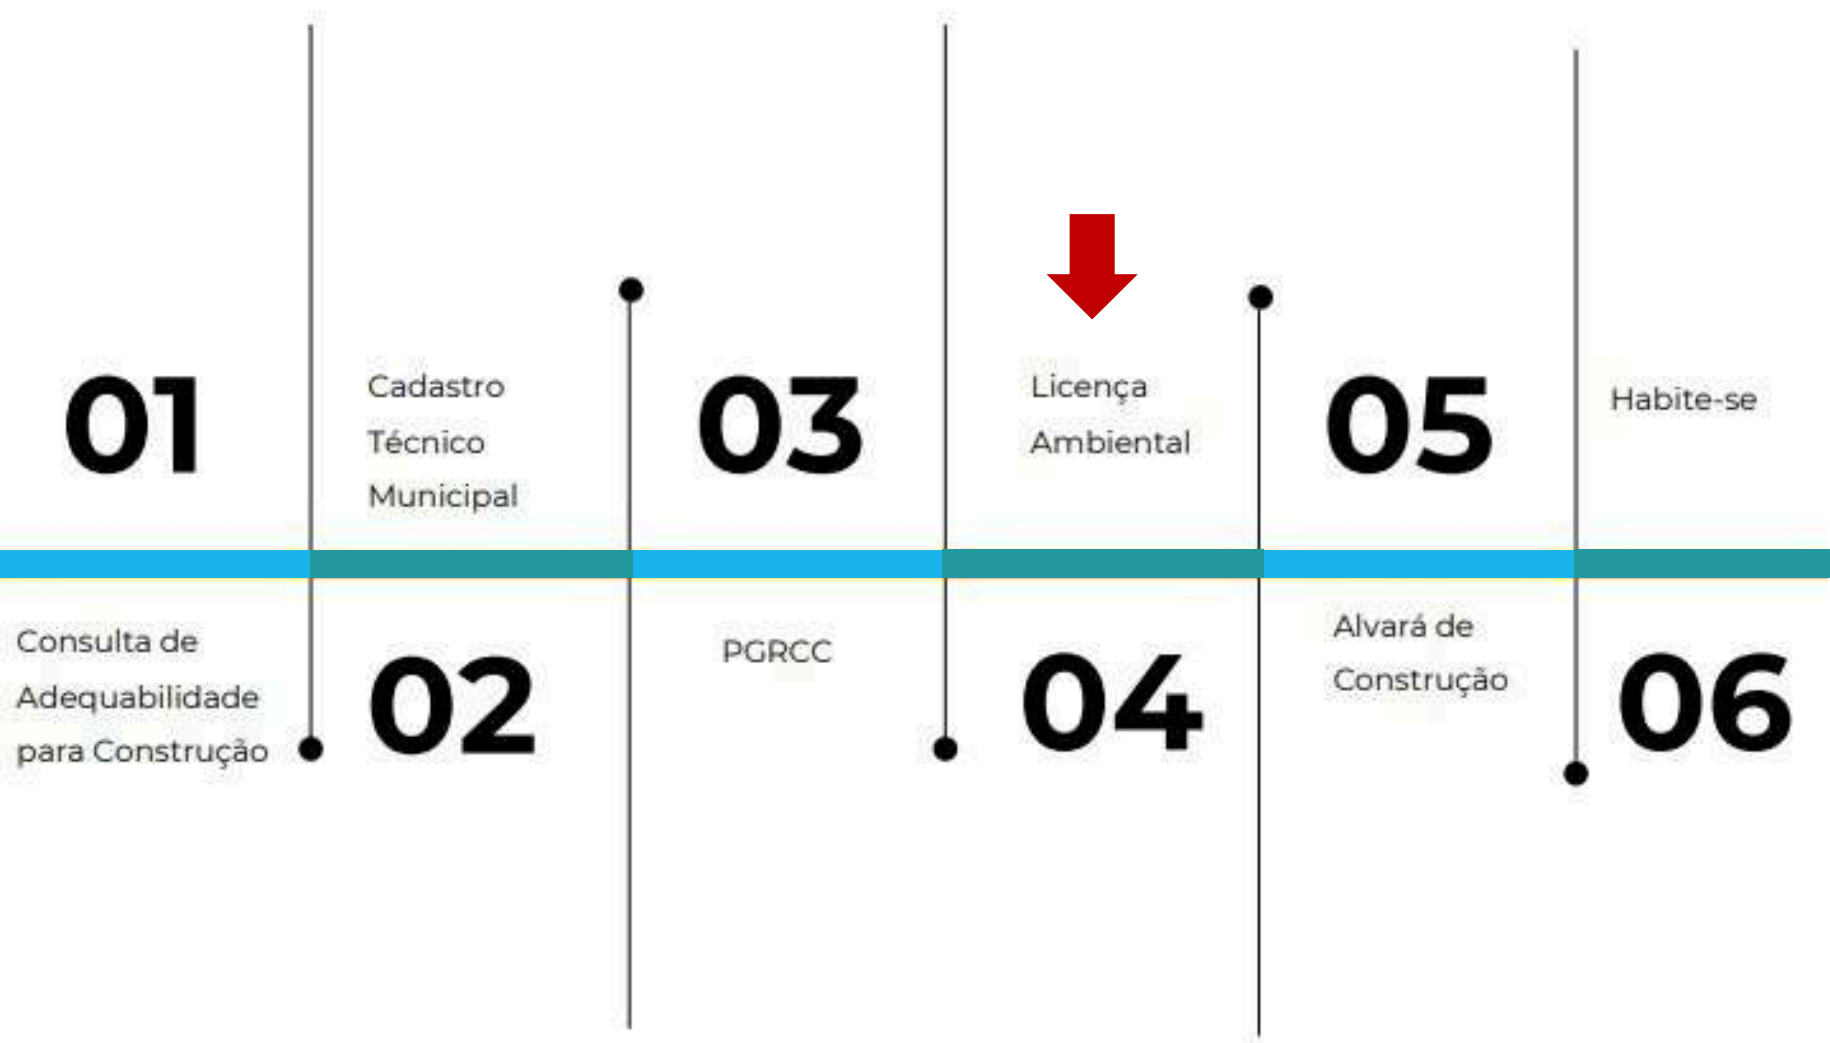 01
Consulta de
Adequabilidade
para Construção
Cadastro
Técnico
Municipal
02
03
PGRCC
Licença
Ambiental
04
05
Alvará de
Construção
Habite-se
06